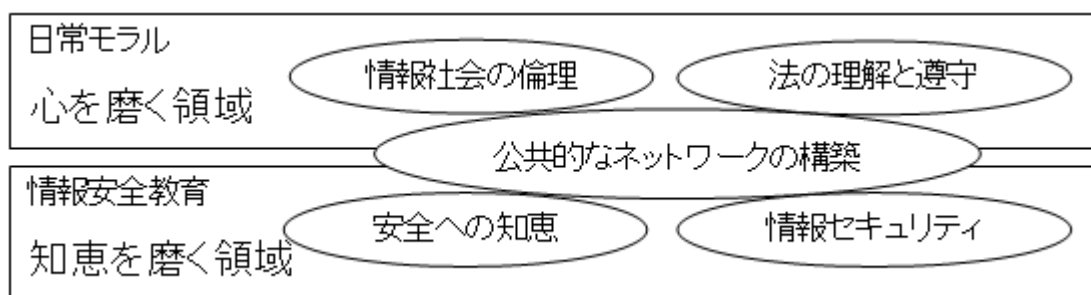 日常モラル
心を磨く領域
情報社会の倫理
法の理解と遵守
公共的なネットワークの構築
情報安全教育
知恵を磨く領域
安全への知恵
情報セキュリティ